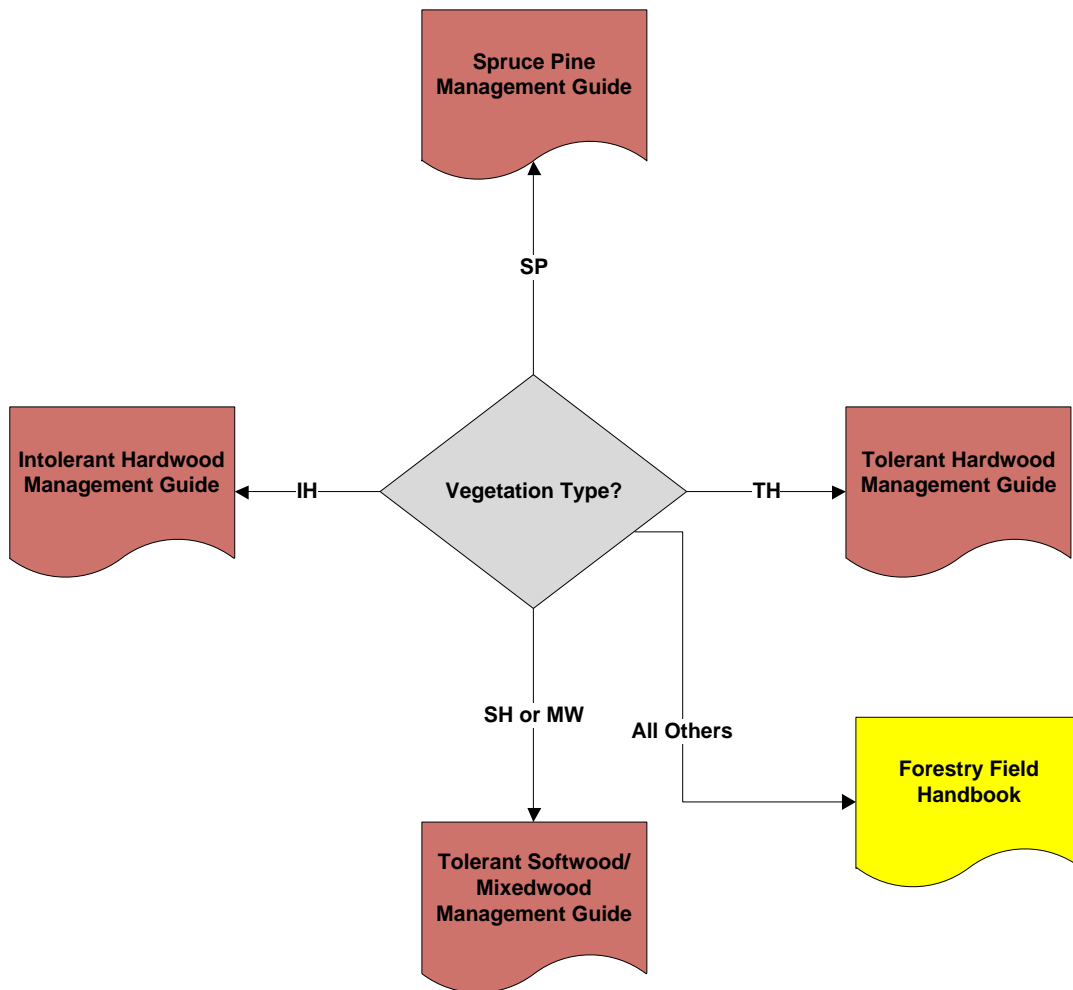 Spruce Pine
Management Guide
SP
Intolerant Hardwood
Management Guide
IH
Vegetation Type?
TH
Tolerant Hardwood
Management Guide
SH or MW
All Others
Forestry Field
Handbook
Tolerant Softwood/
Mixedwood
Management Guide